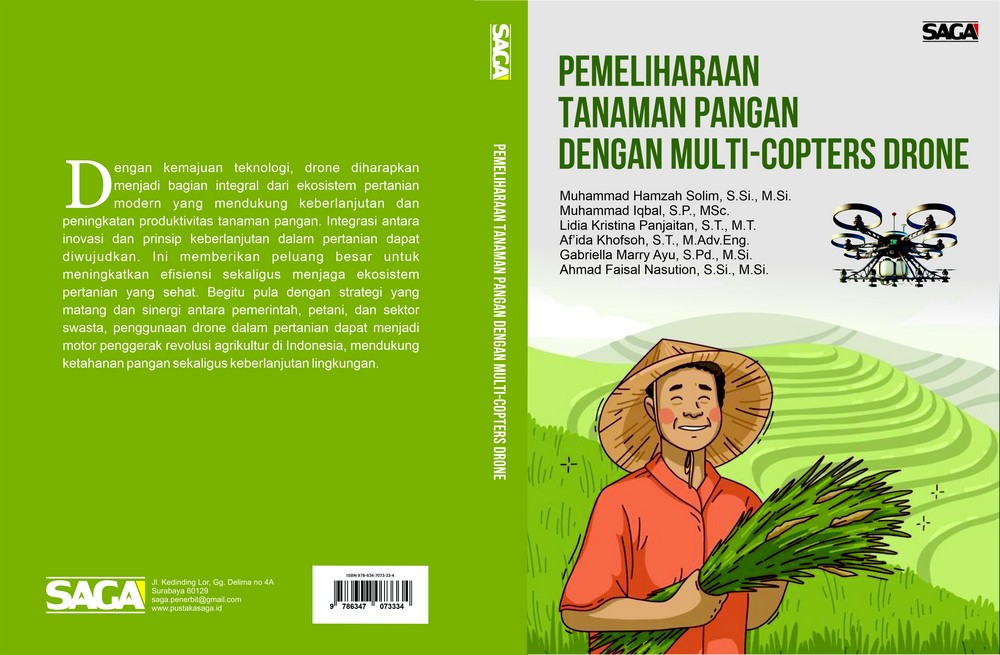 Dengan kemajuan teknologi, drone diharapkan
menjadi bagian integral dari ekosistem pertanian
modern yang mendukung keberlanjutan dan
peningkatan produktivitas tanaman pangan. Integrasi antara
inovasi dan prinsip keberlanjutan dalam pertanian dapat
diwujudkan. Ini memberikan peluang besar untuk
meningkatkan efisiensi sekaligus menjaga ekosistem
pertanian yang sehat. Begitu pula dengan strategi yang
matang dan sinergi antara pemerintah, petani, dan sektor
swasta, penggunaan drone dalam pertanian dapat menjadi
motor penggerak revolusi agrikultur di Indonesia, mendukung
ketahanan pangan sekaligus keberlanjutan lingkungan.
SAGA
Jl. Kedinding Lor, Gg. Delima no 4A
Surabaya 60129
saga.penerbit@gmail.com
www.pustakasaga.id
ISBN 978-634-7073-33-4
9 786347 073334
SAGA
PEMELIHARAAN TANAMAN PANGAN DENGAN MULTI-COPTERS DRONE
SAGA
PEMELIHARAAN
TANAMAN PANGAN
DENGAN MULTI-COPTERS DRONE
Muhammad Hamzah Solim, S.Si., M.Si.
Muhammad Iqbal, S.P., MSc.
Lidia Kristina Panjaitan, S.T., M.T.
Af'ida Khofsoh, S.T., M.Adv.Eng.
Gabriella Marry Ayu, S.Pd., M.Si.
Ahmad Faisal Nasution, S.Si., M.Si.